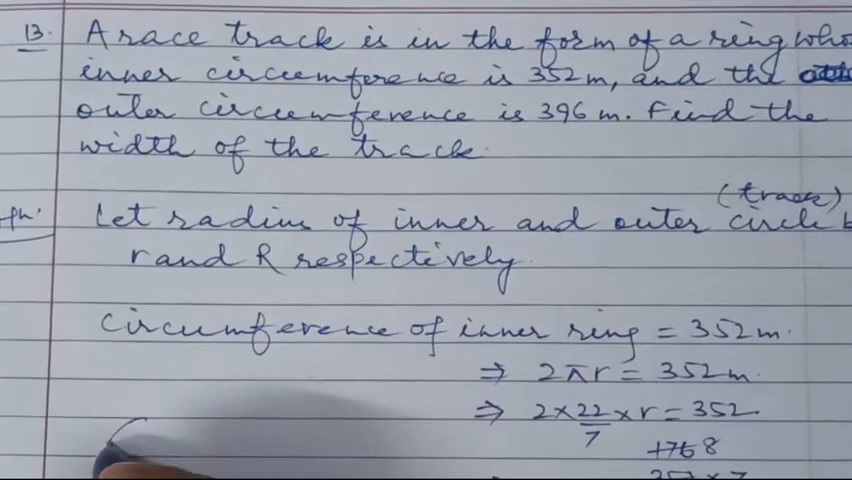 13. A race track is in the form of a ring who
inner circumference is 352 m, and the
outer circumference is 396 m. Find the
width of the track.
(track)
Let radius of inner and outer circle b
r and R respectively.
Circumference of inner ring = 352 m.
⇒ 2πr = 352 m.
⇒ 2 × 22/7 × r = 352